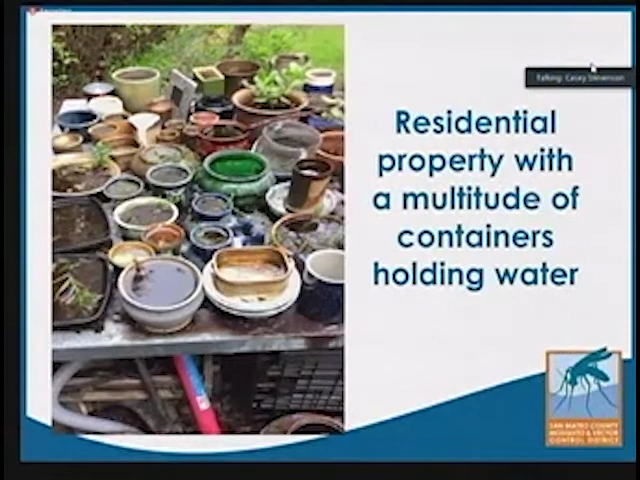 Talking: Casey Stevenson
Residential
property with
a multitude of
containers
holding water
SAN MATEO COUNTY
MOSQUITO & VECTOR
CONTROL DISTRICT